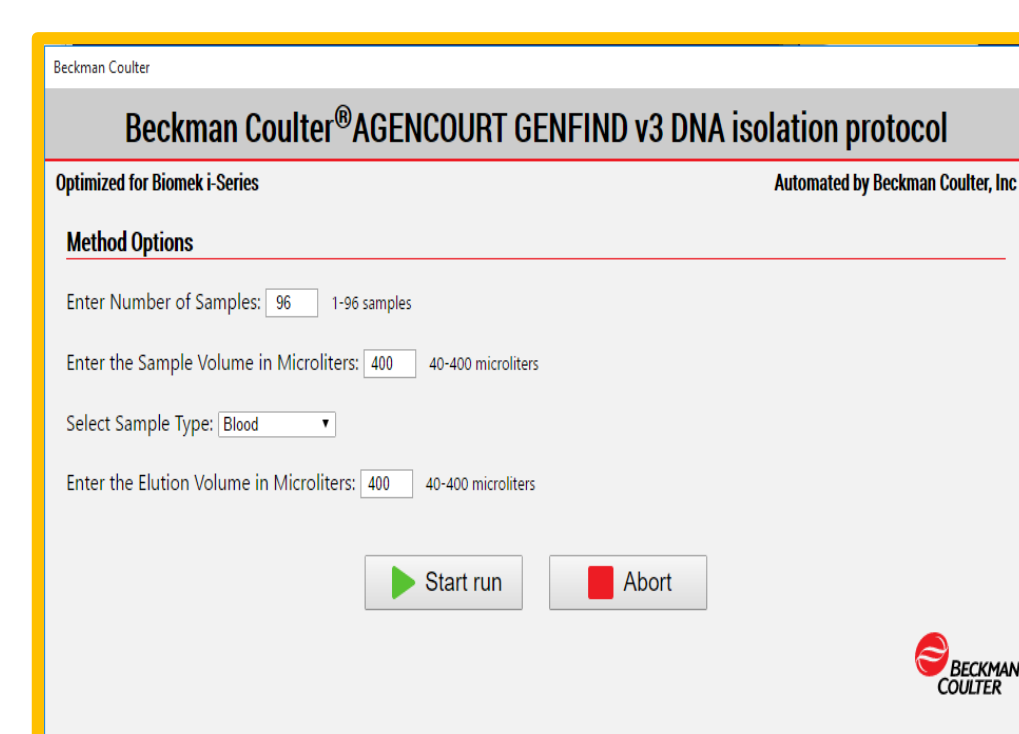 Beckman Coulter
Beckman Coulter®AGENCOURT GENFIND v3 DNA isolation protocol
Optimized for Biomek i-Series Automated by Beckman Coulter, Inc
Method Options
Enter Number of Samples: 96 1-96 samples
Enter the Sample Volume in Microliters: 400 40-400 microliters
Select Sample Type: Blood
Enter the Elution Volume in Microliters: 400 40-400 microliters
Start run Abort
BECKMAN
COULTER